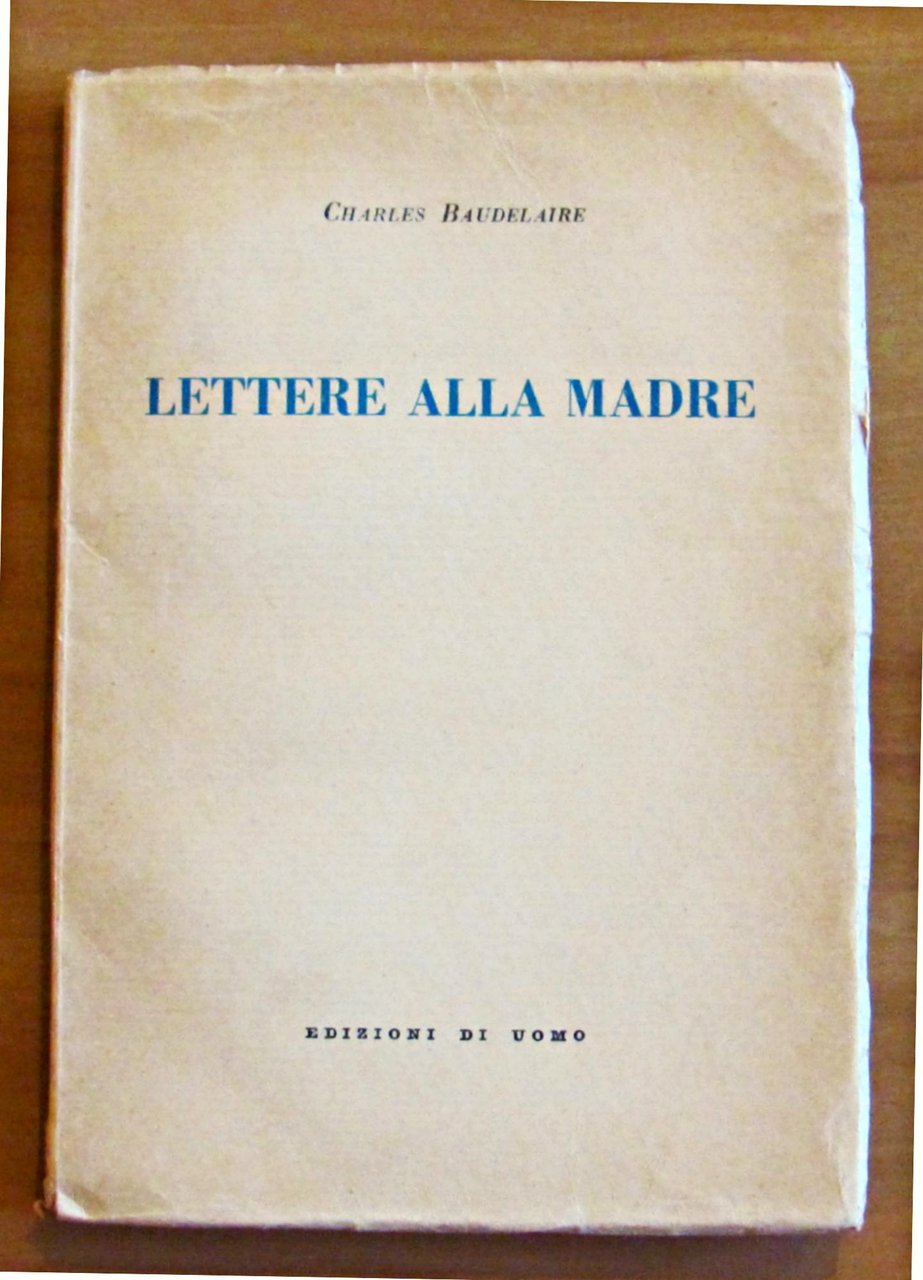 CHARLES BAUDELAIRE
LETTERE ALLA MADRE
EDIZIONI DI UOMO